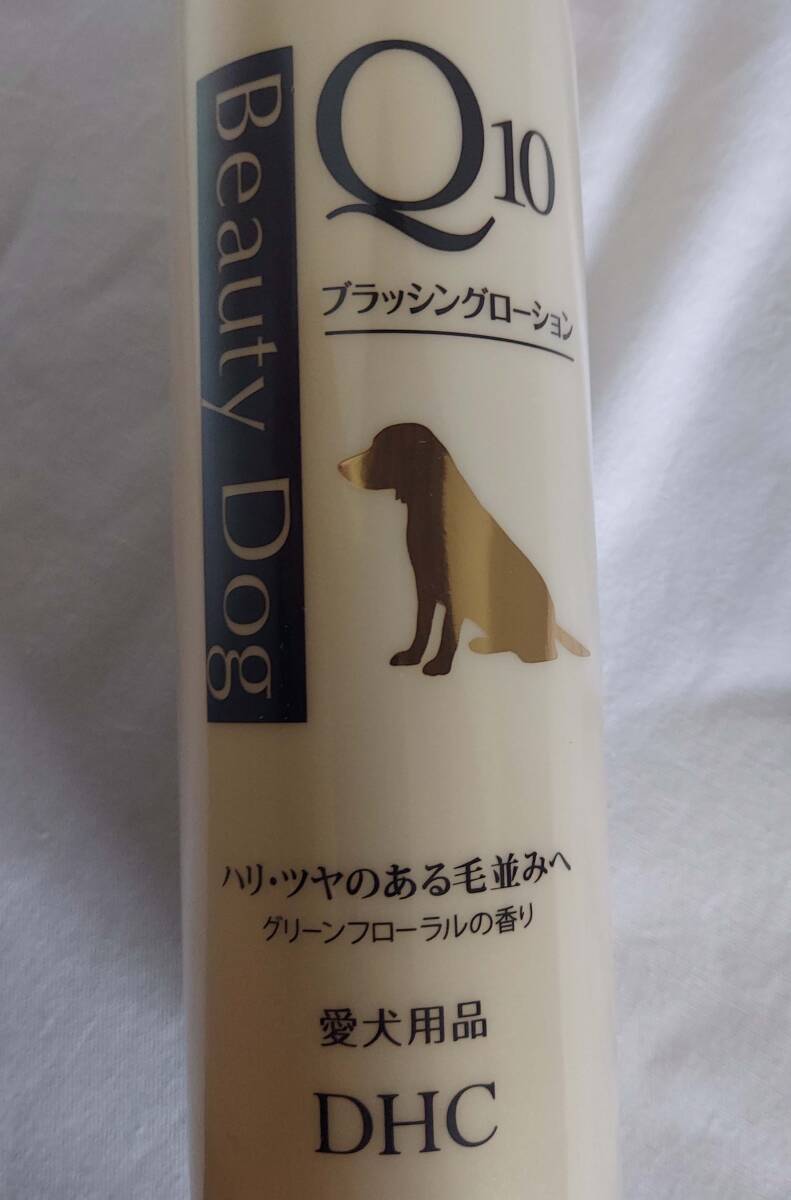 Beauty Dog
Q10
ブラッシングローション
ハリ・ツヤのある毛並みへ
グリーンフローラルの香り
愛犬用品
DHC